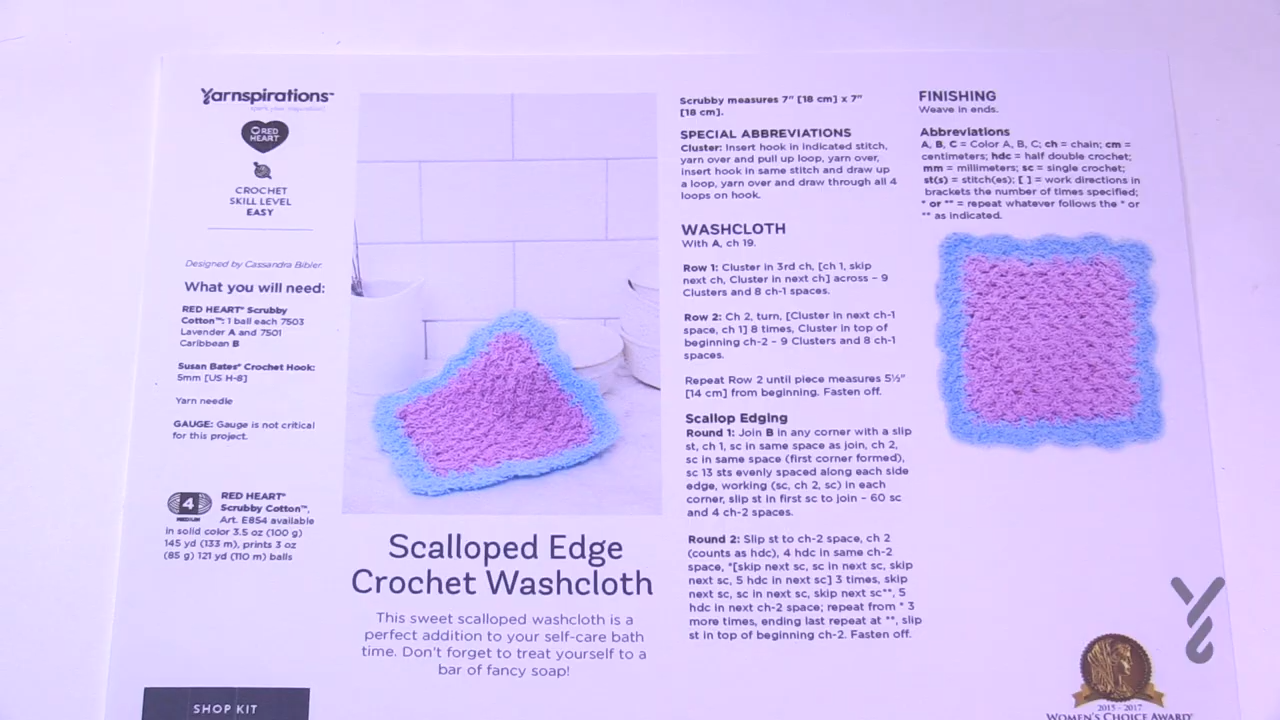 Yarnspirations™
RED
HEART
CROCHET
SKILL LEVEL
EASY
Designed by Cassandra Bibler
What you will need:
RED HEART® Scrubby
Cotton™: 1 ball each 7503
Lavender A and 7501
Caribbean B
Susan Bates® Crochet Hook:
5mm [US H-8]
Yarn needle
GAUGE: Gauge is not critical
for this project.
4
MEDIUM
RED HEART®
Scrubby Cotton™,
Art. E854 available
in solid color 3.5 oz (100 g)
145 yd (133 m), prints 3 oz
(85 g) 121 yd (110 m) balls
SHOP KIT
Scalloped Edge
Crochet Washcloth
This sweet scalloped washcloth is a
perfect addition to your self-care bath
time. Don't forget to treat yourself to a
bar of fancy soap!
Scrubby measures 7" [18 cm] x 7"
[18 cm].
SPECIAL ABBREVIATIONS
Cluster: Insert hook in indicated stitch,
yarn over and pull up loop, yarn over,
insert hook in same stitch and draw up
a loop, yarn over and draw through all 4
loops on hook.
WASHCLOTH
With A, ch 19.
Row 1: Cluster in 3rd ch, [ch 1, skip
next ch, Cluster in next ch] across – 9
Clusters and 8 ch-1 spaces.
Row 2: Ch 2, turn, [Cluster in next ch-1
space, ch 1] 8 times, Cluster in top of
beginning ch-2 – 9 Clusters and 8 ch-1
spaces.
Repeat Row 2 until piece measures 5½"
[14 cm] from beginning. Fasten off.
Scallop Edging
Round 1: Join B in any corner with a slip
st, ch 1, sc in same space as join, ch 2,
sc in same space (first corner formed),
sc 13 sts evenly spaced along each side
edge, working (sc, ch 2, sc) in each
corner, slip st in first sc to join – 60 sc
and 4 ch-2 spaces.
Round 2: Slip st to ch-2 space, ch 2
(counts as hdc), 4 hdc in same ch-2
space, *[skip next sc, sc in next sc, skip
next sc, 5 hdc in next sc] 3 times, skip
next sc, sc in next sc, skip next sc**, 5
hdc in next ch-2 space; repeat from * 3
more times, ending last repeat at **, slip
st in top of beginning ch-2. Fasten off.
FINISHING
Weave in ends.
Abbreviations
A, B, C = Color A, B, C; ch = chain; cm =
centimeters; hdc = half double crochet;
mm = millimeters; sc = single crochet;
st(s) = stitch(es); [ ] = work directions in
brackets the number of times specified;
* or ** = repeat whatever follows the * or
** as indicated.
2015 - 2017
WOMEN'S CHOICE AWARD®